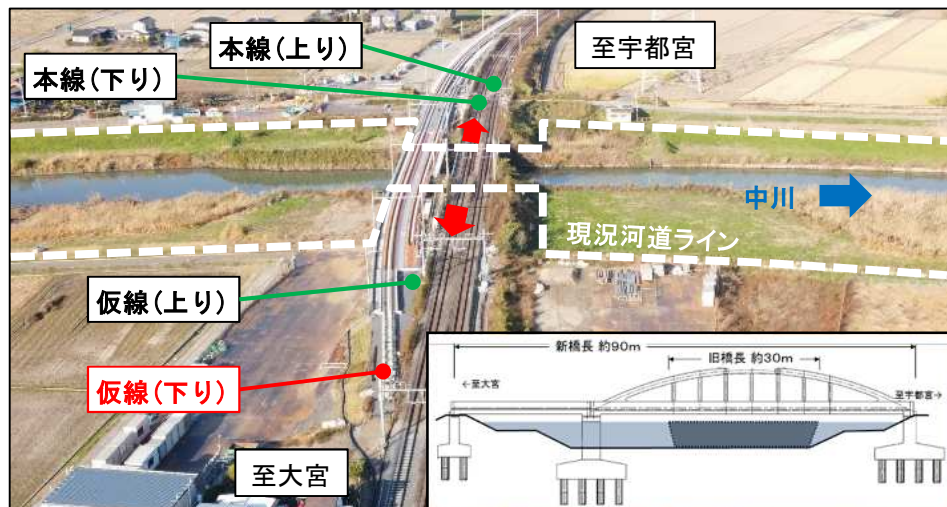 本線(上り)
至宇都宮
本線(下り)
中川
現況河道ライン
仮線(上り)
仮線(下り)
至大宮
新橋長 約90m
旧橋長 約30m
←至大宮
至宇都宮→